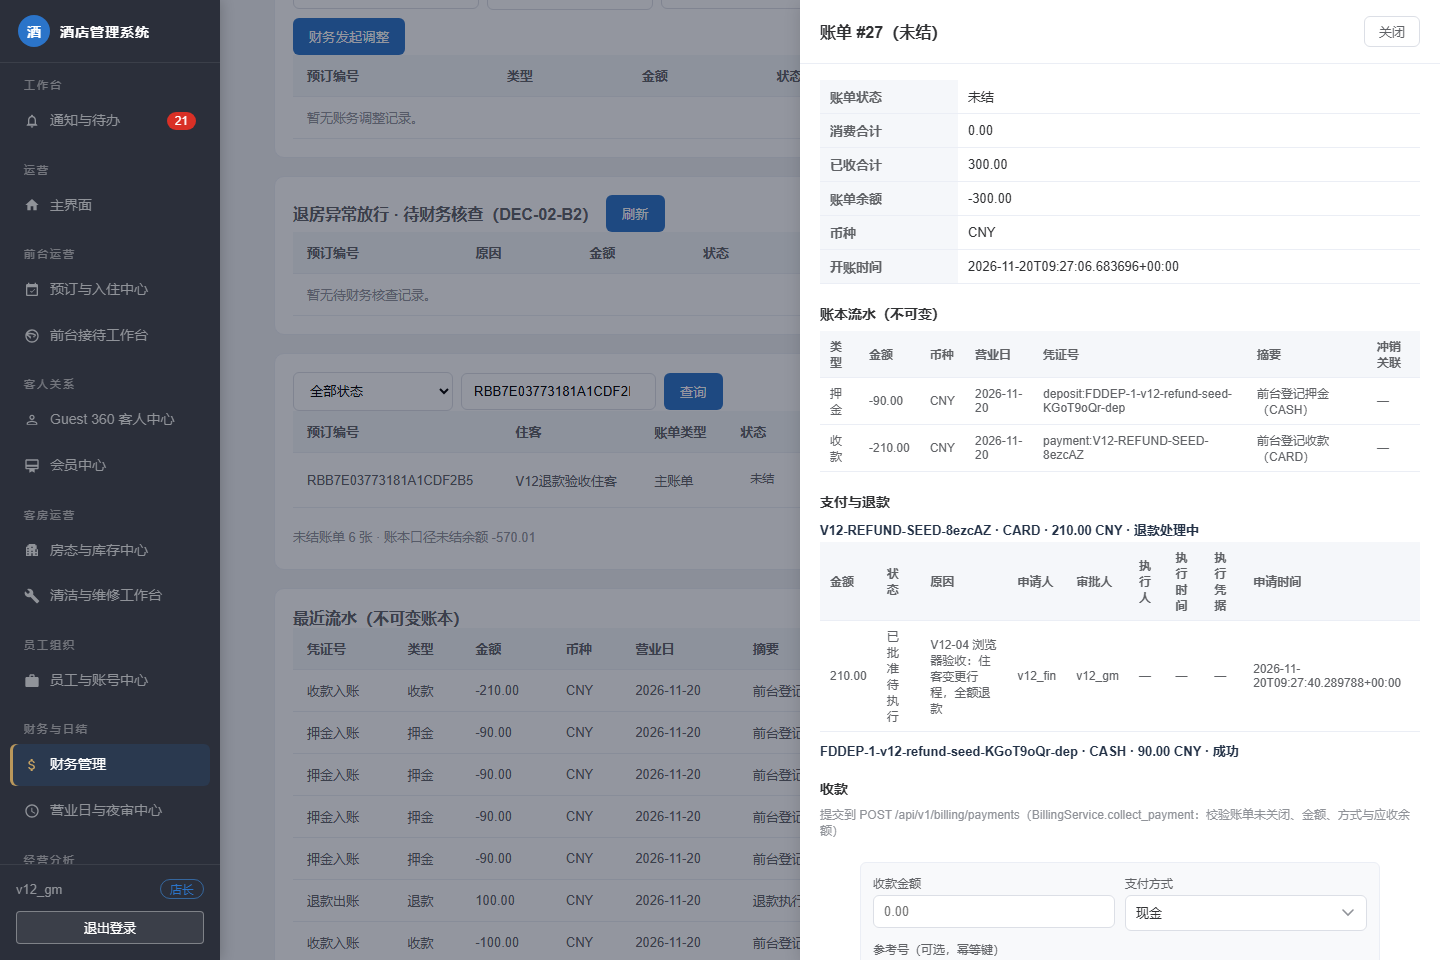 酒 酒店管理系统
工作台
通知与待办 21
运营
主界面
前台运营
预订与入住中心
前台接待工作台
客人关系
Guest 360 客人中心
会员中心
客房运营
房态与库存中心
清洁与维修工作台
员工组织
员工与账号中心
财务与日结
财务管理
营业日与夜审中心
经营分析
v12_gm 店长
退出登录
财务发起调整
预订编号 类型 金额 状态
暂无账务调整记录。
退房异常放行 · 待财务核查（DEC-02-B2） 刷新
预订编号 原因 金额 状态
暂无待财务核查记录。
全部状态 RBB7E03773181A1CDF2 查询
预订编号 住客 账单类型 状态
RBB7E03773181A1CDF2B5 V12退款验收住客 主账单 未结
未结账单 6 张 · 账本口径未结余额 -570.01
最近流水（不可变账本）
凭证号 类型 金额 币种 营业日 摘要
收款入账 收款 -210.00 CNY 2026-11-20 前台登记
押金入账 押金 -90.00 CNY 2026-11-20 前台登记
押金入账 押金 -90.00 CNY 2026-11-20 前台登记
押金入账 押金 -90.00 CNY 2026-11-20 前台登记
押金入账 押金 -90.00 CNY 2026-11-20 前台登记
退款出账 退款 100.00 CNY 2026-11-20 退款执行
收款入账 收款 -100.00 CNY 2026-11-20 前台登记
账单 #27（未结） 关闭
账单状态 未结
消费合计 0.00
已收合计 300.00
账单余额 -300.00
币种 CNY
开账时间 2026-11-20T09:27:06.683696+00:00
账本流水（不可变）
类型 金额 币种 营业日 凭证号 摘要 冲销关联
押金 -90.00 CNY 2026-11-20 deposit:FDDEP-1-v12-refund-seed-KGoT9oQr-dep 前台登记押金（CASH） —
收款 -210.00 CNY 2026-11-20 payment:V12-REFUND-SEED-8ezcAZ 前台登记收款（CARD） —
支付与退款
V12-REFUND-SEED-8ezcAZ · CARD · 210.00 CNY · 退款处理中
金额 状态 原因 申请人 审批人 执行人 执行时间 执行凭据 申请时间
210.00 已批准待执行 V12-04 浏览器验收：住客变更行程，全额退款 v12_fin v12_gm — — — 2026-11-20T09:27:40.289788+00:00
FDDEP-1-v12-refund-seed-KGoT9oQr-dep · CASH · 90.00 CNY · 成功
收款
提交到 POST /api/v1/billing/payments（BillingService.collect_payment：校验账单未关闭、金额、方式与应收余
额）
收款金额 支付方式
0.00 现金
参考号（可选，幂等键）